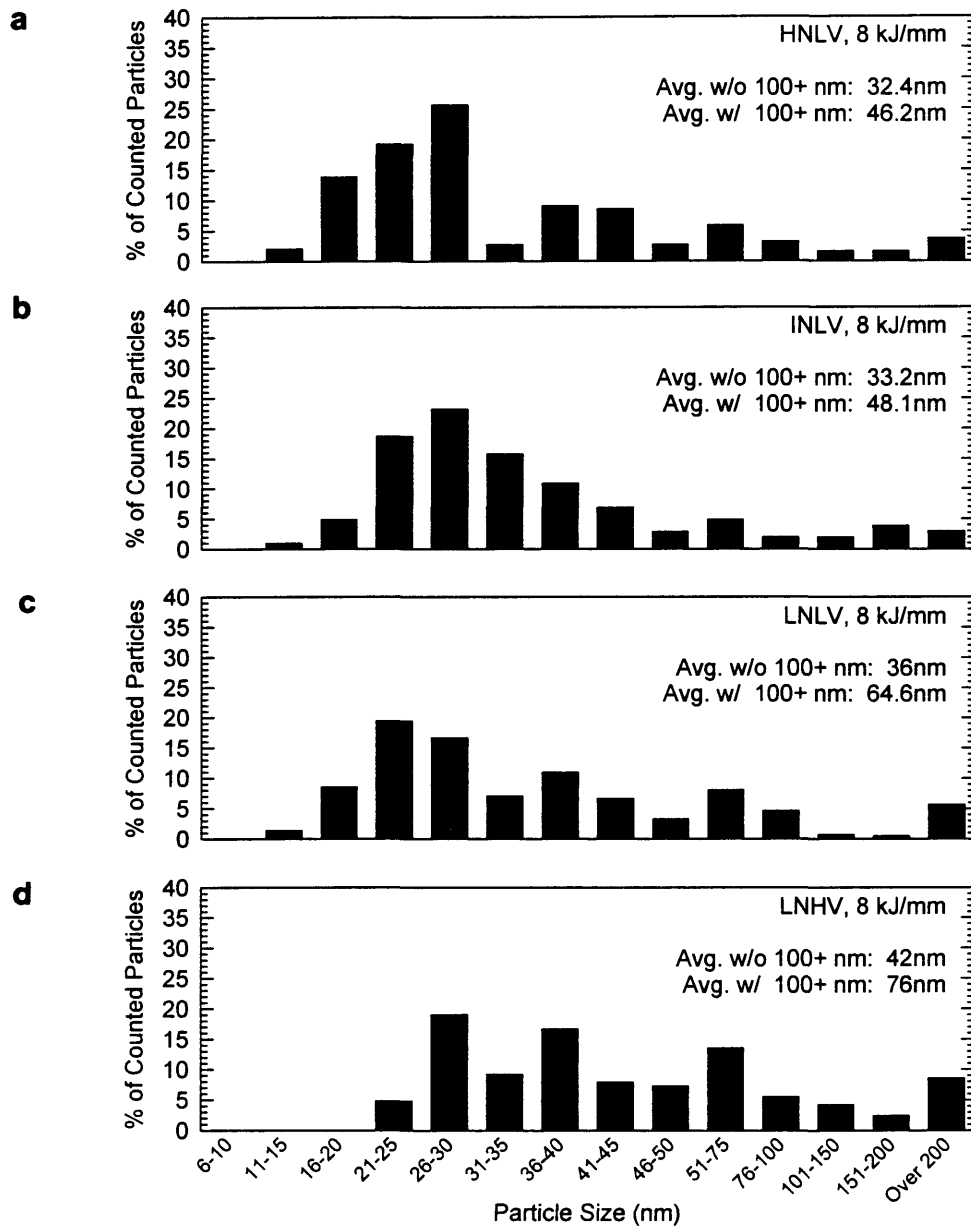 a
% of Counted Particles
40
35
30
25
20
15
10
5
0
HNLV, 8 kJ/mm
Avg. w/o 100+ nm: 32.4nm
Avg. w/ 100+ nm: 46.2nm
b
% of Counted Particles
40
35
30
25
20
15
10
5
0
INLV, 8 kJ/mm
Avg. w/o 100+ nm: 33.2nm
Avg. w/ 100+ nm: 48.1nm
c
% of Counted Particles
40
35
30
25
20
15
10
5
0
LNLV, 8 kJ/mm
Avg. w/o 100+ nm: 36nm
Avg. w/ 100+ nm: 64.6nm
d
% of Counted Particles
40
35
30
25
20
15
10
5
0
LNHV, 8 kJ/mm
Avg. w/o 100+ nm: 42nm
Avg. w/ 100+ nm: 76nm
6-10
11-15
16-20
21-25
26-30
31-35
36-40
41-45
46-50
51-75
76-100
101-150
151-200
Over 200
Particle Size (nm)